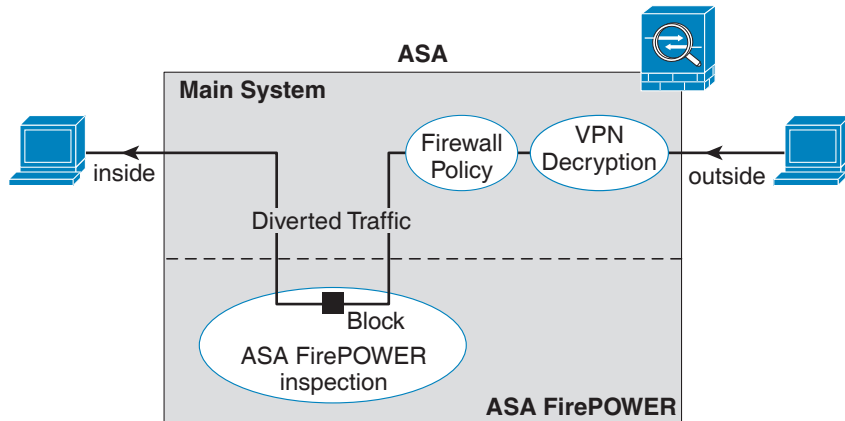 ASA
Main System
Firewall
Policy
VPN
Decryption
inside
outside
Diverted Traffic
Block
ASA FirePOWER
inspection
ASA FirePOWER